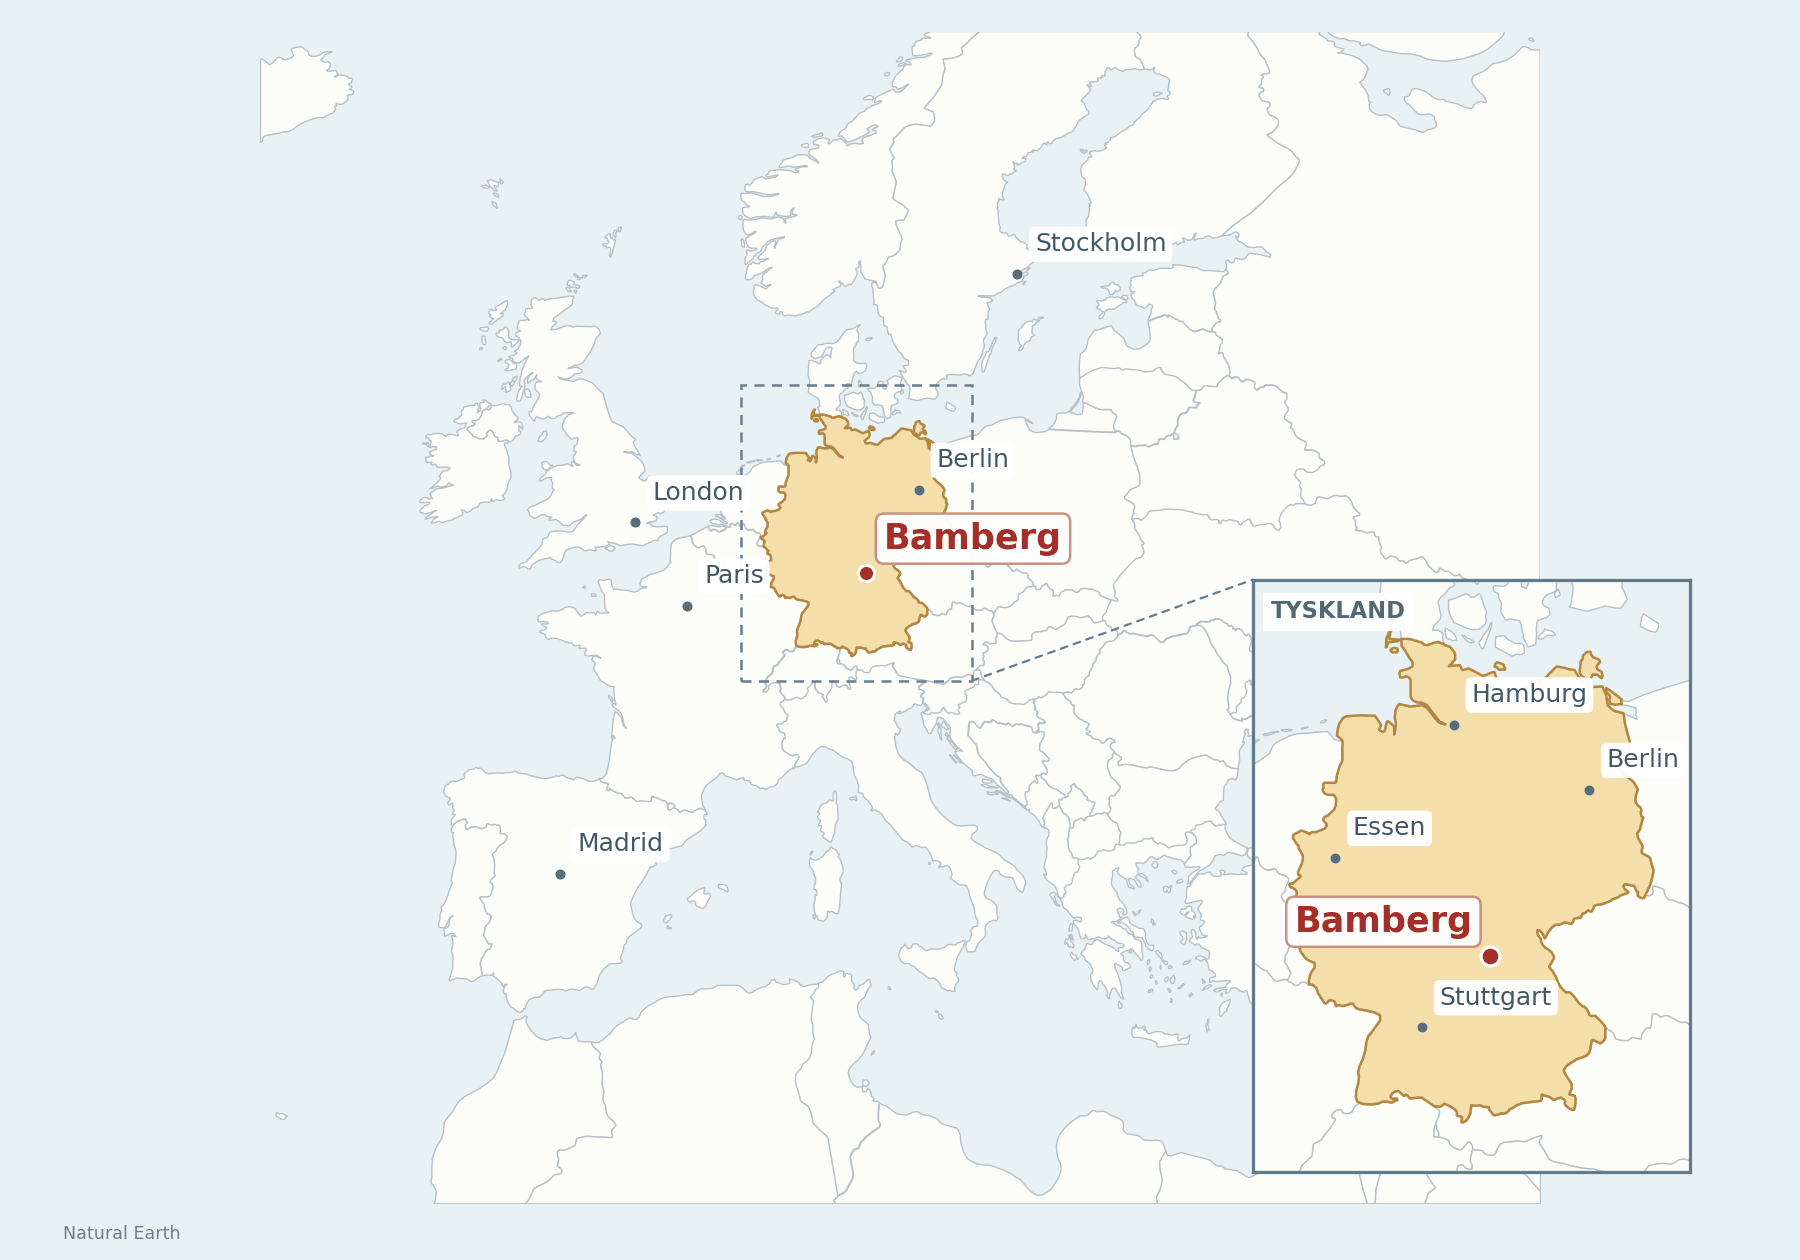 Stockholm
Berlin
London
Bamberg
Paris
Madrid
TYSKLAND
Hamburg
Berlin
Essen
Bamberg
Stuttgart
Natural Earth